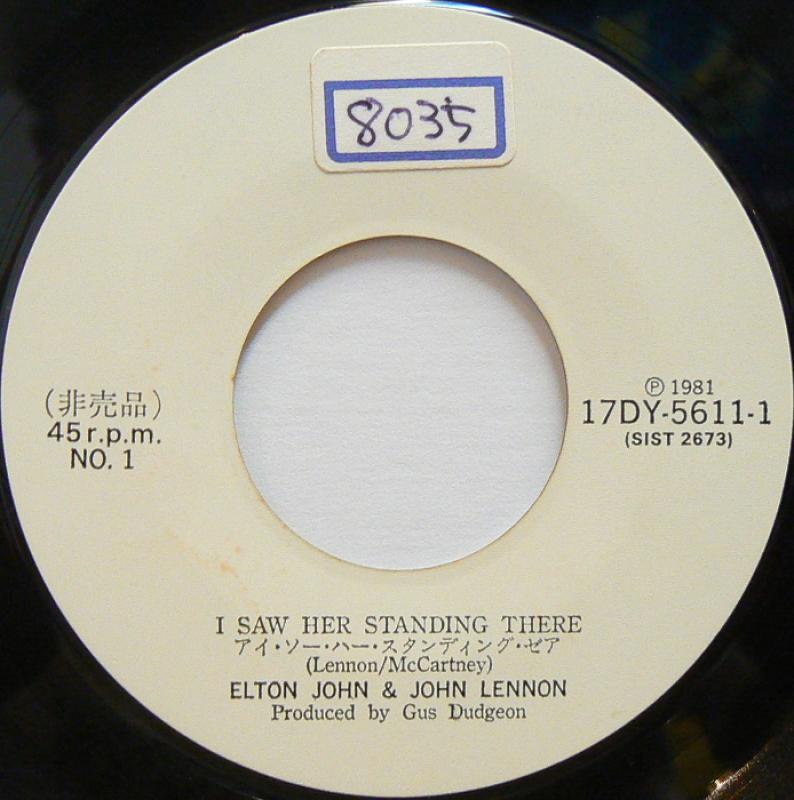 8035
(非売品)
45 r.p.m.
NO. 1
Ⓟ 1981
17DY-5611-1
(SIST 2673)
I SAW HER STANDING THERE
アイ・ソー・ハー・スタンディング・ゼア
(Lennon/McCartney)
ELTON JOHN & JOHN LENNON
Produced by Gus Dudgeon